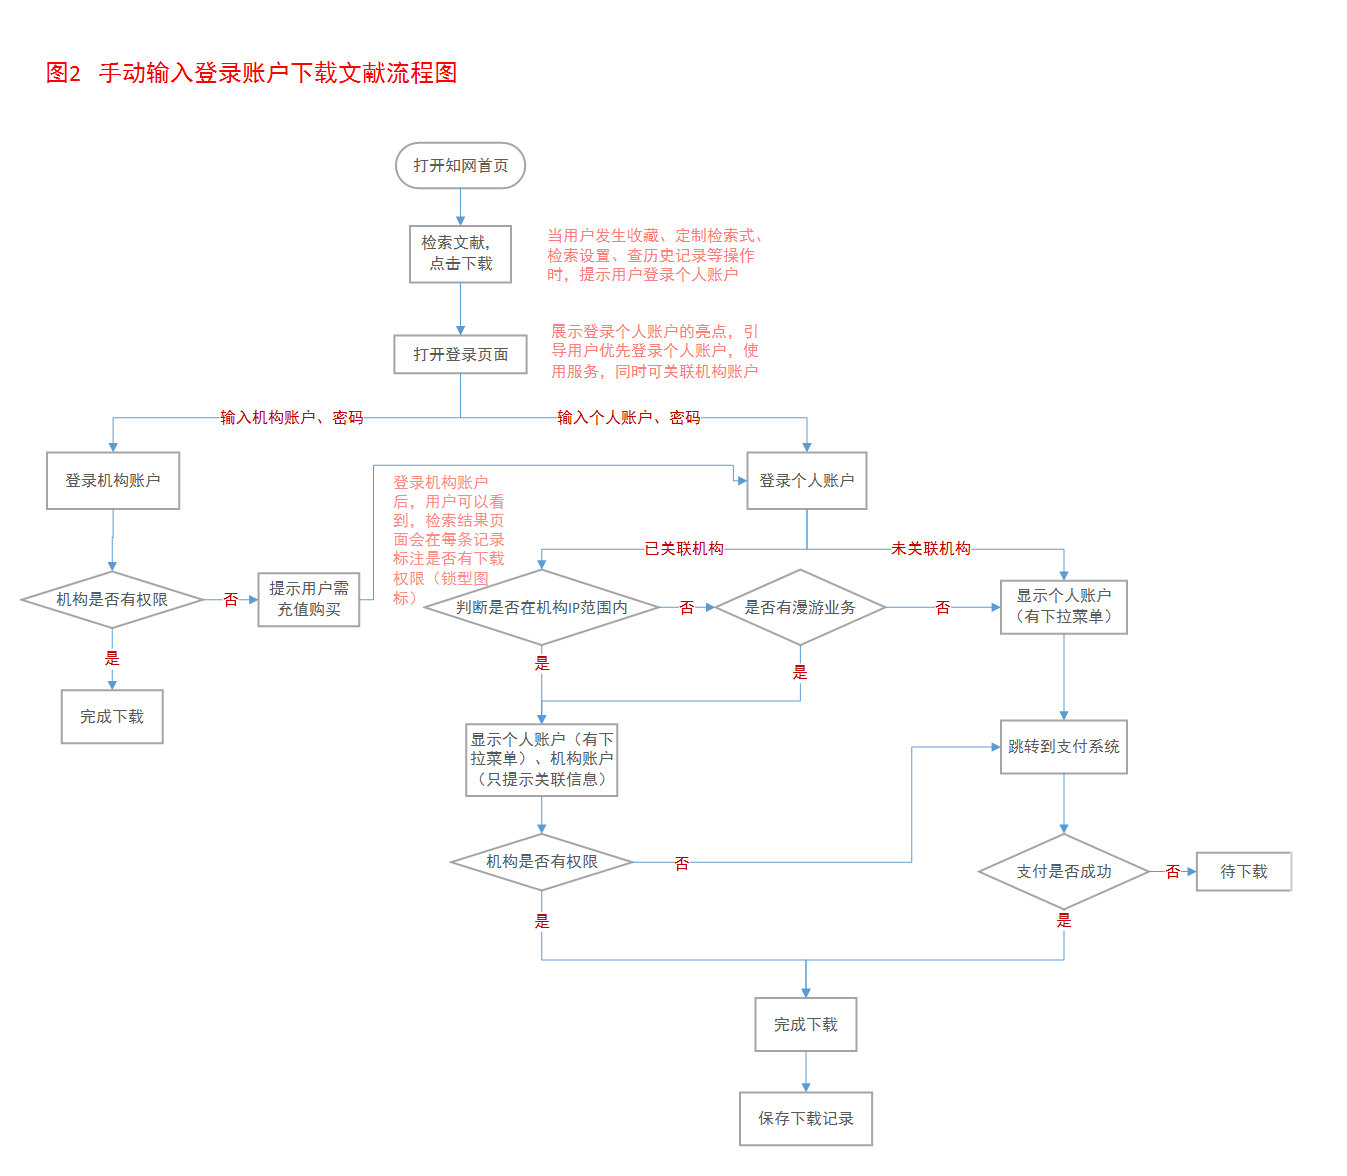 图2 手动输入登录账户下载文献流程图
打开知网首页
检索文献，
点击下载
当用户发生收藏、定制检索式、
检索设置、查历史记录等操作
时，提示用户登录个人账户
打开登录页面
展示登录个人账户的亮点，引
导用户优先登录个人账户，使
用服务，同时可关联机构账户
输入机构账户、密码
输入个人账户、密码
登录机构账户
登录个人账户
登录机构账户
后，用户可以看
到，检索结果页
面会在每条记录
标注是否有下载
权限（锁型图
标）
已关联机构
未关联机构
机构是否有权限
否
提示用户需
充值购买
判断是否在机构IP范围内
否
是否有漫游业务
否
显示个人账户
（有下拉菜单）
是
是
是
完成下载
显示个人账户（有下
拉菜单）、机构账户
（只提示关联信息）
跳转到支付系统
机构是否有权限
否
支付是否成功
否
待下载
是
是
完成下载
保存下载记录